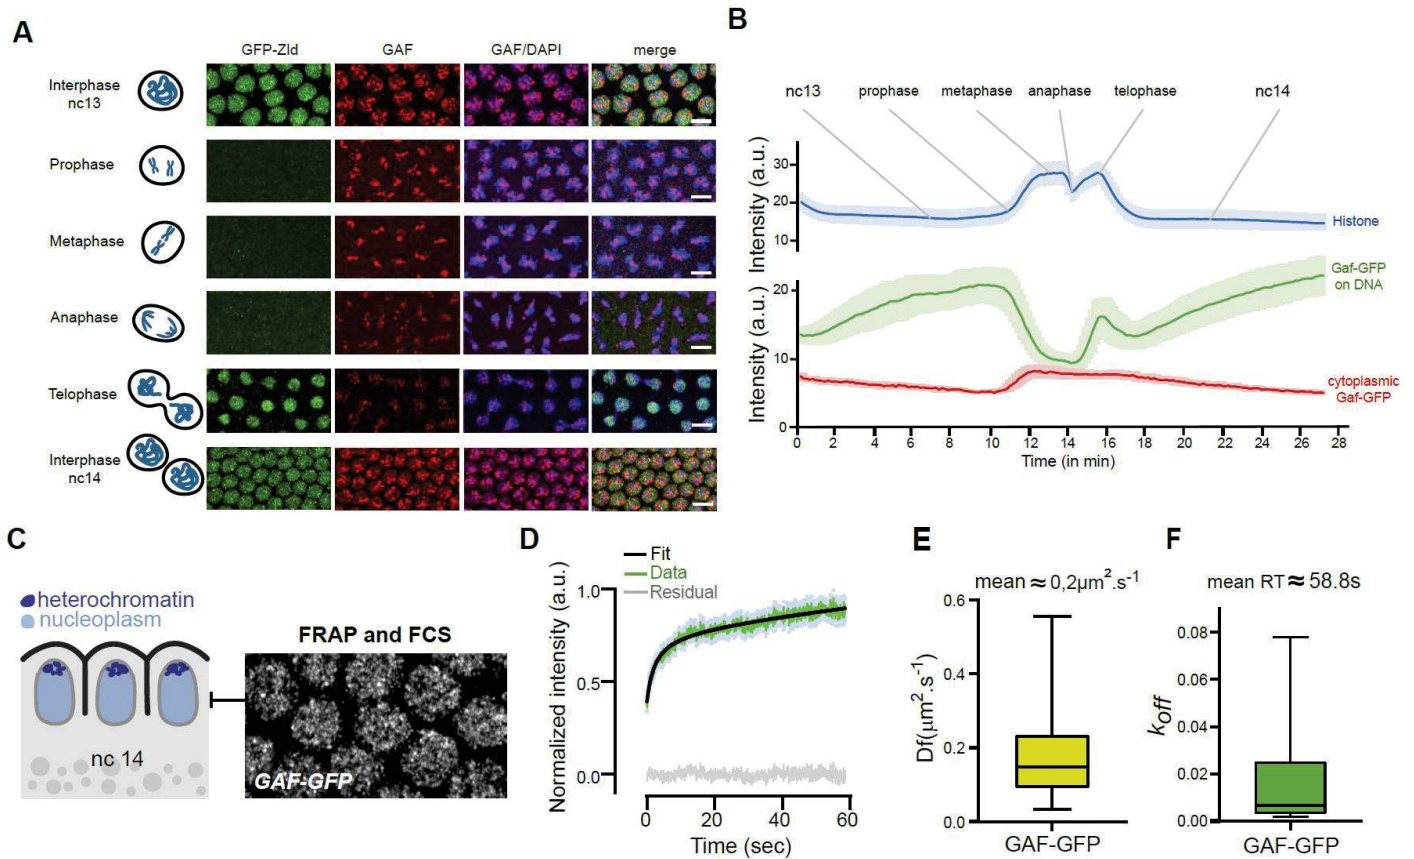 A
GFP-Zld
GAF
GAF/DAPI
merge
Interphase
nc13
Prophase
Metaphase
Anaphase
Telophase
Interphase
nc14
B
nc13
prophase
metaphase
anaphase
telophase
nc14
Intensity (a.u.)
30
20
10
Histone
Intensity (a.u.)
20
10
0
Gaf-GFP
on DNA
cytoplasmic
Gaf-GFP
0 2 4 6 8 10 12 14 16 18 20 22 24 26 28
Time (in min)
C
heterochromatin
nucleoplasm
nc 14
FRAP and FCS
GAF-GFP
D
Fit
Data
Residual
Normalized intensity (a.u.)
1.0
0.5
0.0
0 20 40 60
Time (sec)
E
mean ≈ 0,2µm².s⁻¹
Df(µm².s⁻¹)
0.6
0.4
0.2
0.0
GAF-GFP
F
mean RT ≈ 58.8s
koff
0.08
0.06
0.04
0.02
0.00
GAF-GFP